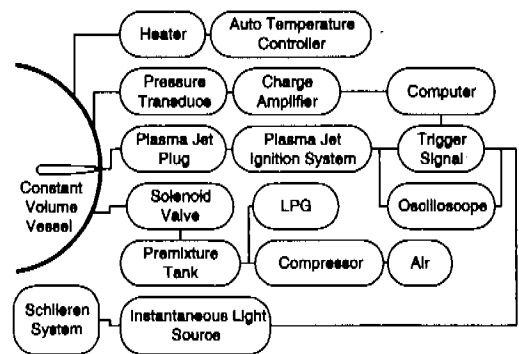 Heater
Auto Temperature
Controller
Pressure
Transduce
Charge
Amplifier
Computer
Plasma Jet
Plug
Plasma Jet
Ignition System
Trigger
Signal
Constant
Volume
Vessel
Solenoid
Valve
LPG
Oscilloscope
Premixture
Tank
Compressor
Air
Schlieren
System
Instantaneous Light
Source